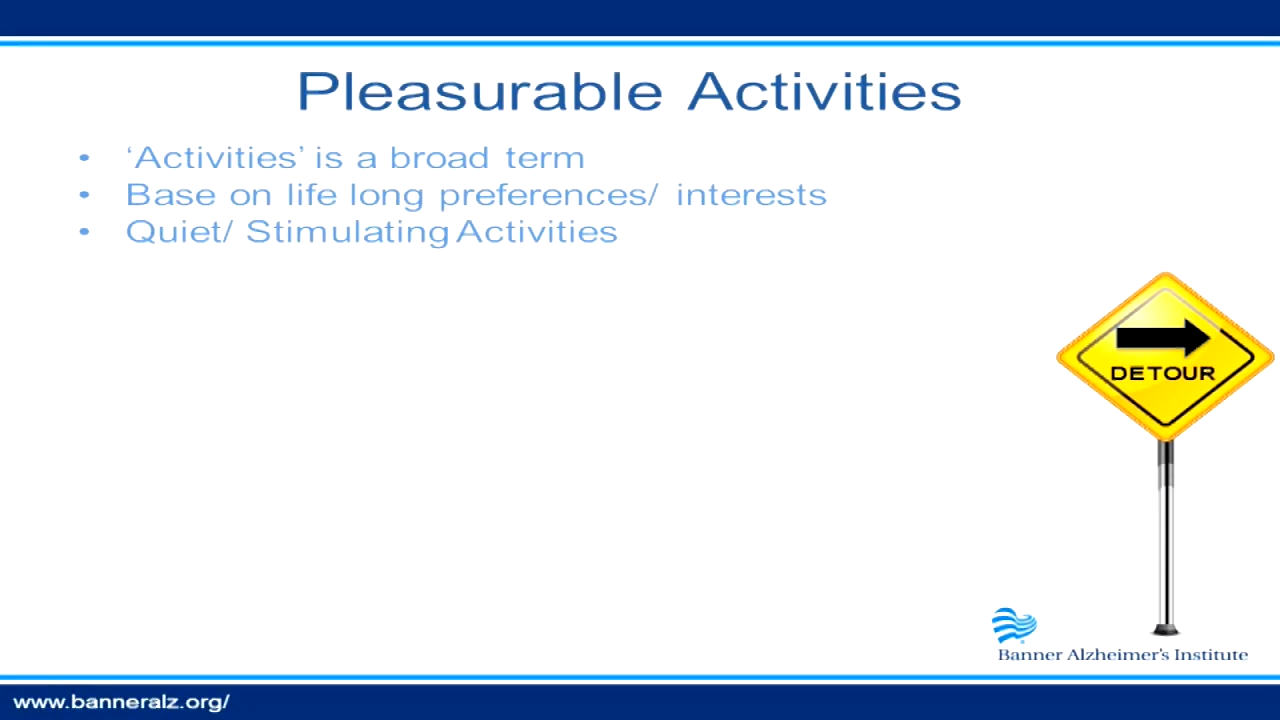 Pleasurable Activities
• ‘Activities’ is a broad term
• Base on life long preferences/ interests
• Quiet/ Stimulating Activities
DETOUR
Banner Alzheimer's Institute
www.banneralz.org/